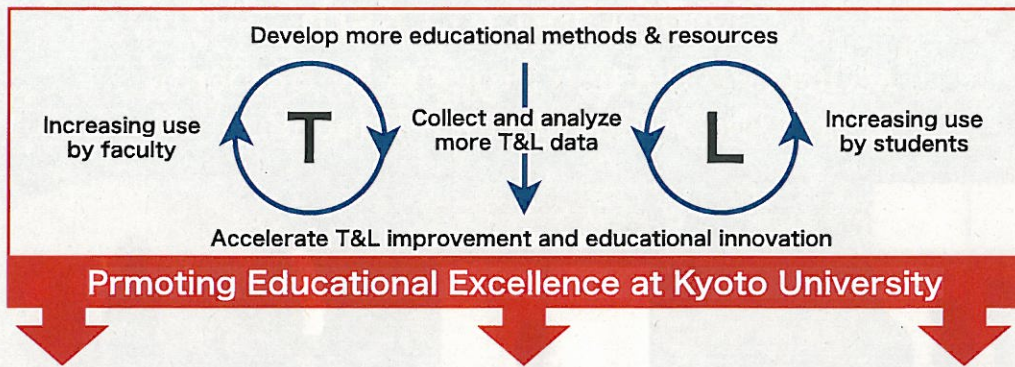 Develop more educational methods & resources
Increasing use
by faculty
T
Collect and analyze
more T&L data
L
Increasing use
by students
Accelerate T&L improvement and educational innovation
Prmoting Educational Excellence at Kyoto University